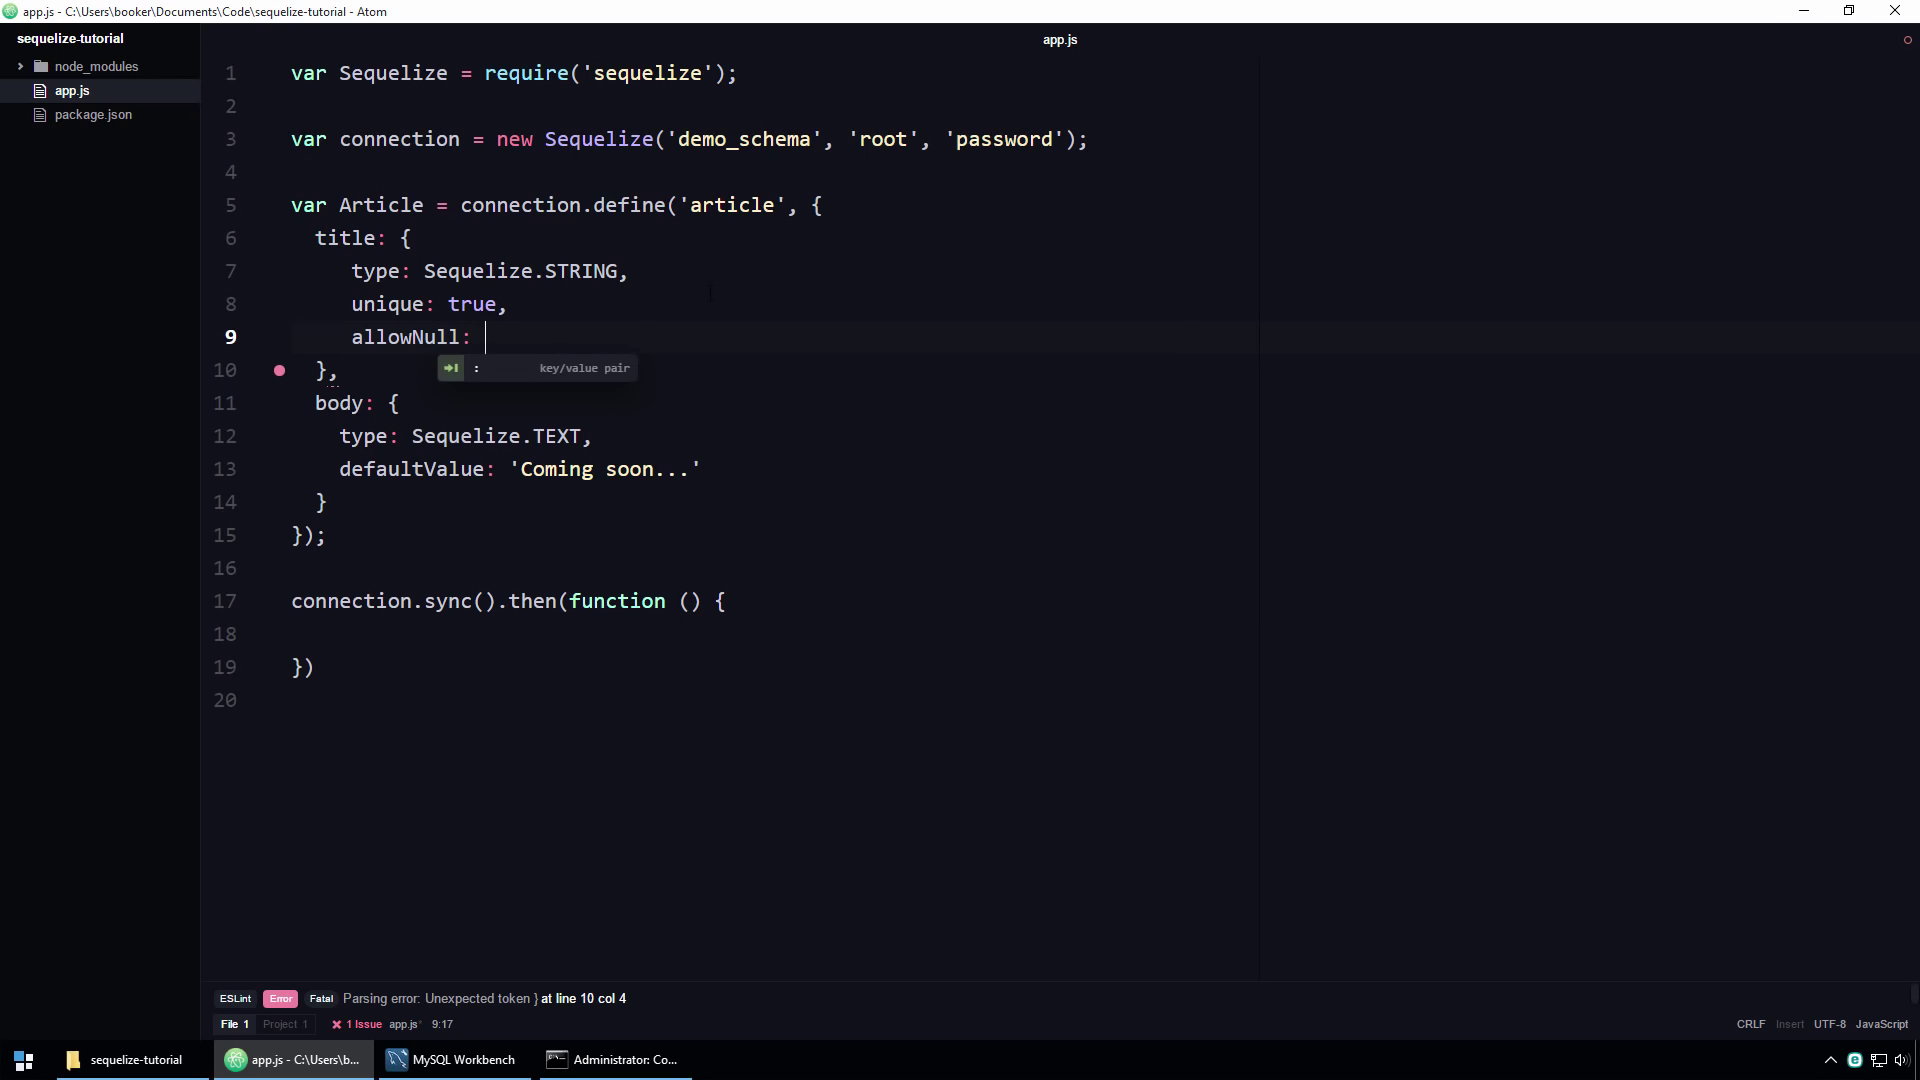 app.js - C:\Users\booker\Documents\Code\sequelize-tutorial - Atom
sequelize-tutorial
node_modules
app.js
package.json
app.js
1 var Sequelize = require('sequelize');
2
3 var connection = new Sequelize('demo_schema', 'root', 'password');
4
5 var Article = connection.define('article', {
6 title: {
7 type: Sequelize.STRING,
8 unique: true,
9 allowNull:
: key/value pair
10 },
11 body: {
12 type: Sequelize.TEXT,
13 defaultValue: 'Coming soon...'
14 }
15 });
16
17 connection.sync().then(function () {
18
19 })
20
ESLint Error Fatal Parsing error: Unexpected token } at line 10 col 4
File 1 Project 1 1 Issue app.js* 9:17
CRLF Insert UTF-8 JavaScript
sequelize-tutorial
app.js - C:\Users\b...
MySQL Workbench
Administrator: Co...